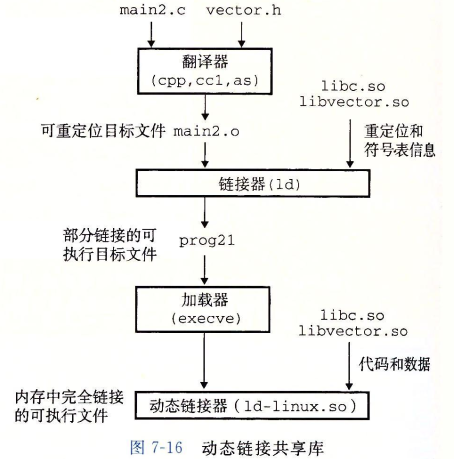 main2.c vector.h
翻译器
(cpp,cc1,as)
libc.so
libvector.so
可重定位目标文件 main2.o
重定位和
符号表信息
链接器(ld)
部分链接的可
执行目标文件
prog21
加载器
(execve)
libc.so
libvector.so
代码和数据
内存中完全链接
的可执行文件
动态链接器(ld-linux.so)
图 7-16 动态链接共享库